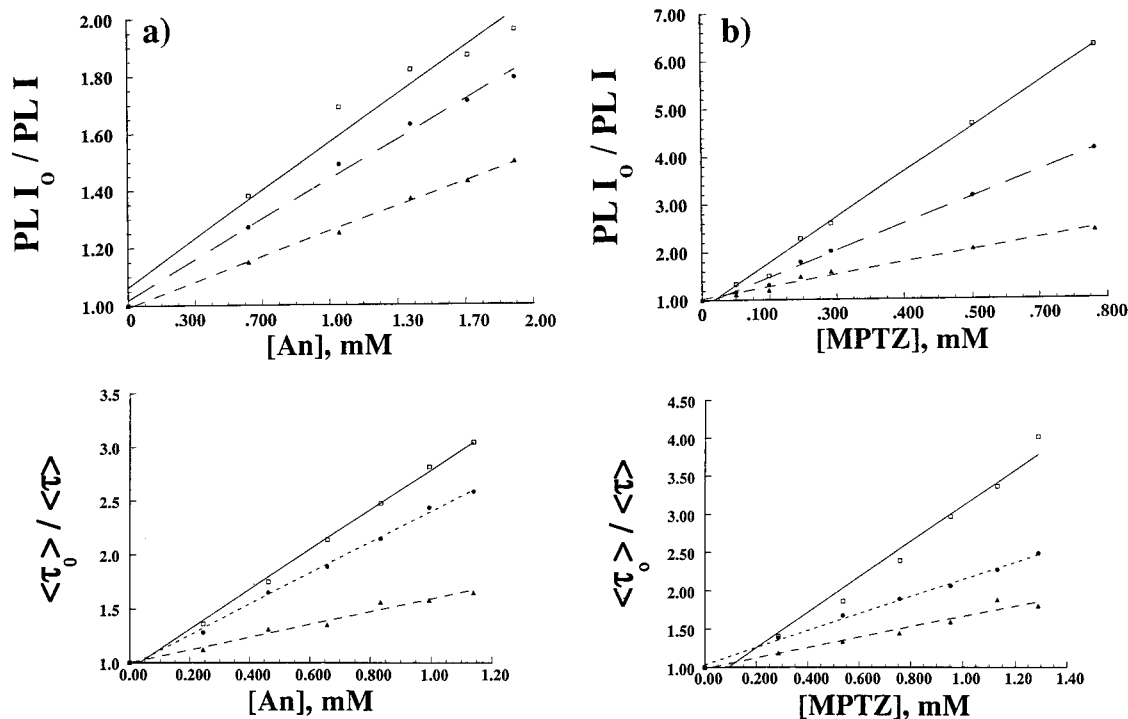 a)
PL I₀ / PL I
2.00
1.80
1.60
1.40
1.20
1.00
0 .300 .700 1.00 1.30 1.70 2.00
[An], mM
b)
PL I₀ / PL I
7.00
6.00
5.00
4.00
3.00
2.00
1.00
0 .100 .300 .400 .500 .700 .800
[MPTZ], mM
<τ₀> / <τ>
3.5
3.0
2.5
2.0
1.5
1.0
0.00 0.200 0.400 0.600 0.800 1.00 1.20
[An], mM
<τ₀> / <τ>
4.50
4.00
3.50
3.00
2.50
2.00
1.50
1.00
0.00 0.200 0.400 0.600 0.800 1.00 1.20 1.40
[MPTZ], mM